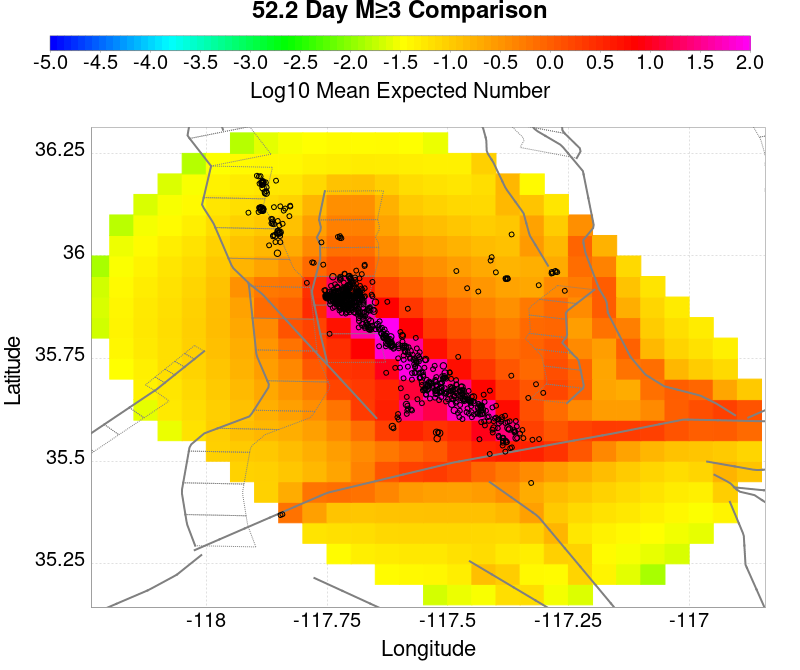 52.2 Day M≥3 Comparison
-5.0 -4.5 -4.0 -3.5 -3.0 -2.5 -2.0 -1.5 -1.0 -0.5 0.0 0.5 1.0 1.5 2.0
Log10 Mean Expected Number
36.25
36
35.75
35.5
35.25
Latitude
-118 -117.75 -117.5 -117.25 -117
Longitude